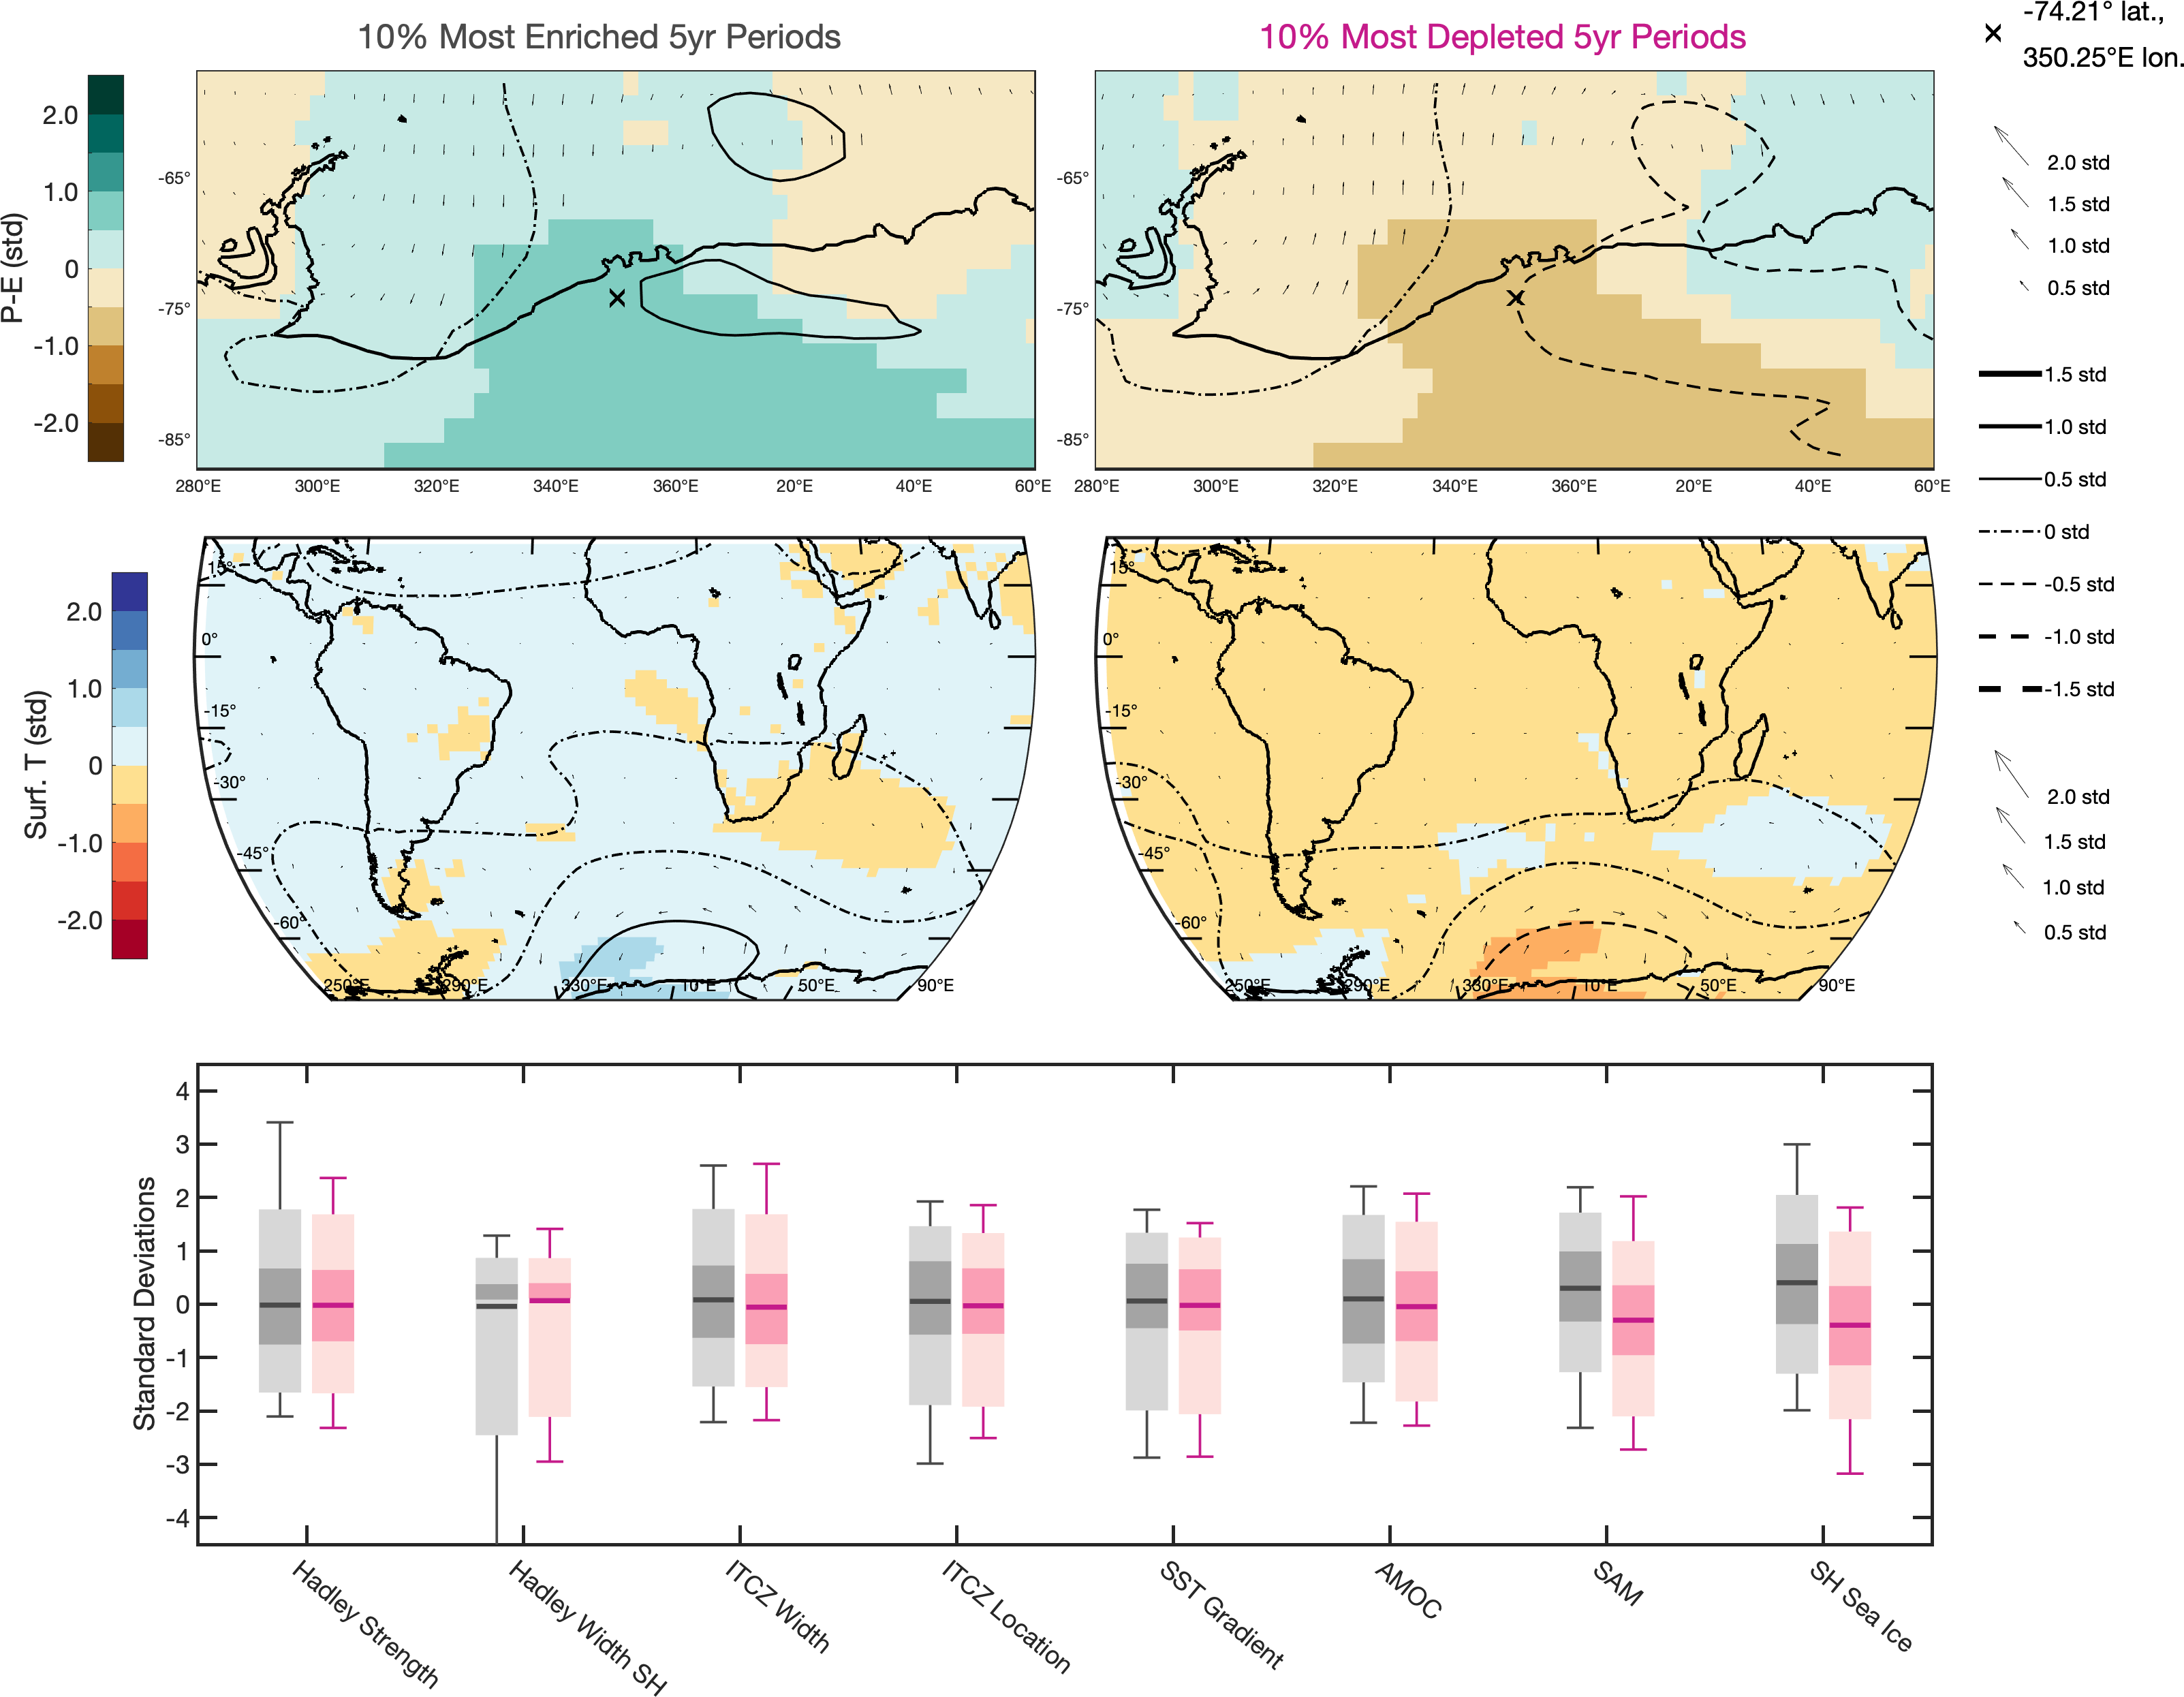 10% Most Enriched 5yr Periods
10% Most Depleted 5yr Periods
-74.21° lat.,
350.25°E lon.
P-E (std)
2.0
1.0
0
-1.0
-2.0
-65°
-75°
-85°
280°E 300°E 320°E 340°E 360°E 20°E 40°E 60°E
-65°
-75°
-85°
280°E 300°E 320°E 340°E 360°E 20°E 40°E 60°E
2.0 std
1.5 std
1.0 std
0.5 std
1.5 std
1.0 std
0.5 std
0 std
-0.5 std
-1.0 std
-1.5 std
2.0 std
1.5 std
1.0 std
0.5 std
Surf. T (std)
2.0
1.0
0
-1.0
-2.0
15°
0°
-15°
-30°
-45°
-60°
250°E 290°E 330°E 10°E 50°E 90°E
15°
0°
-15°
-30°
-45°
-60°
250°E 290°E 330°E 10°E 50°E 90°E
Standard Deviations
4
3
2
1
0
-1
-2
-3
-4
Hadley Strength
Hadley Width SH
ITCZ Width
ITCZ Location
SST Gradient
AMOC
SAM
SH Sea Ice